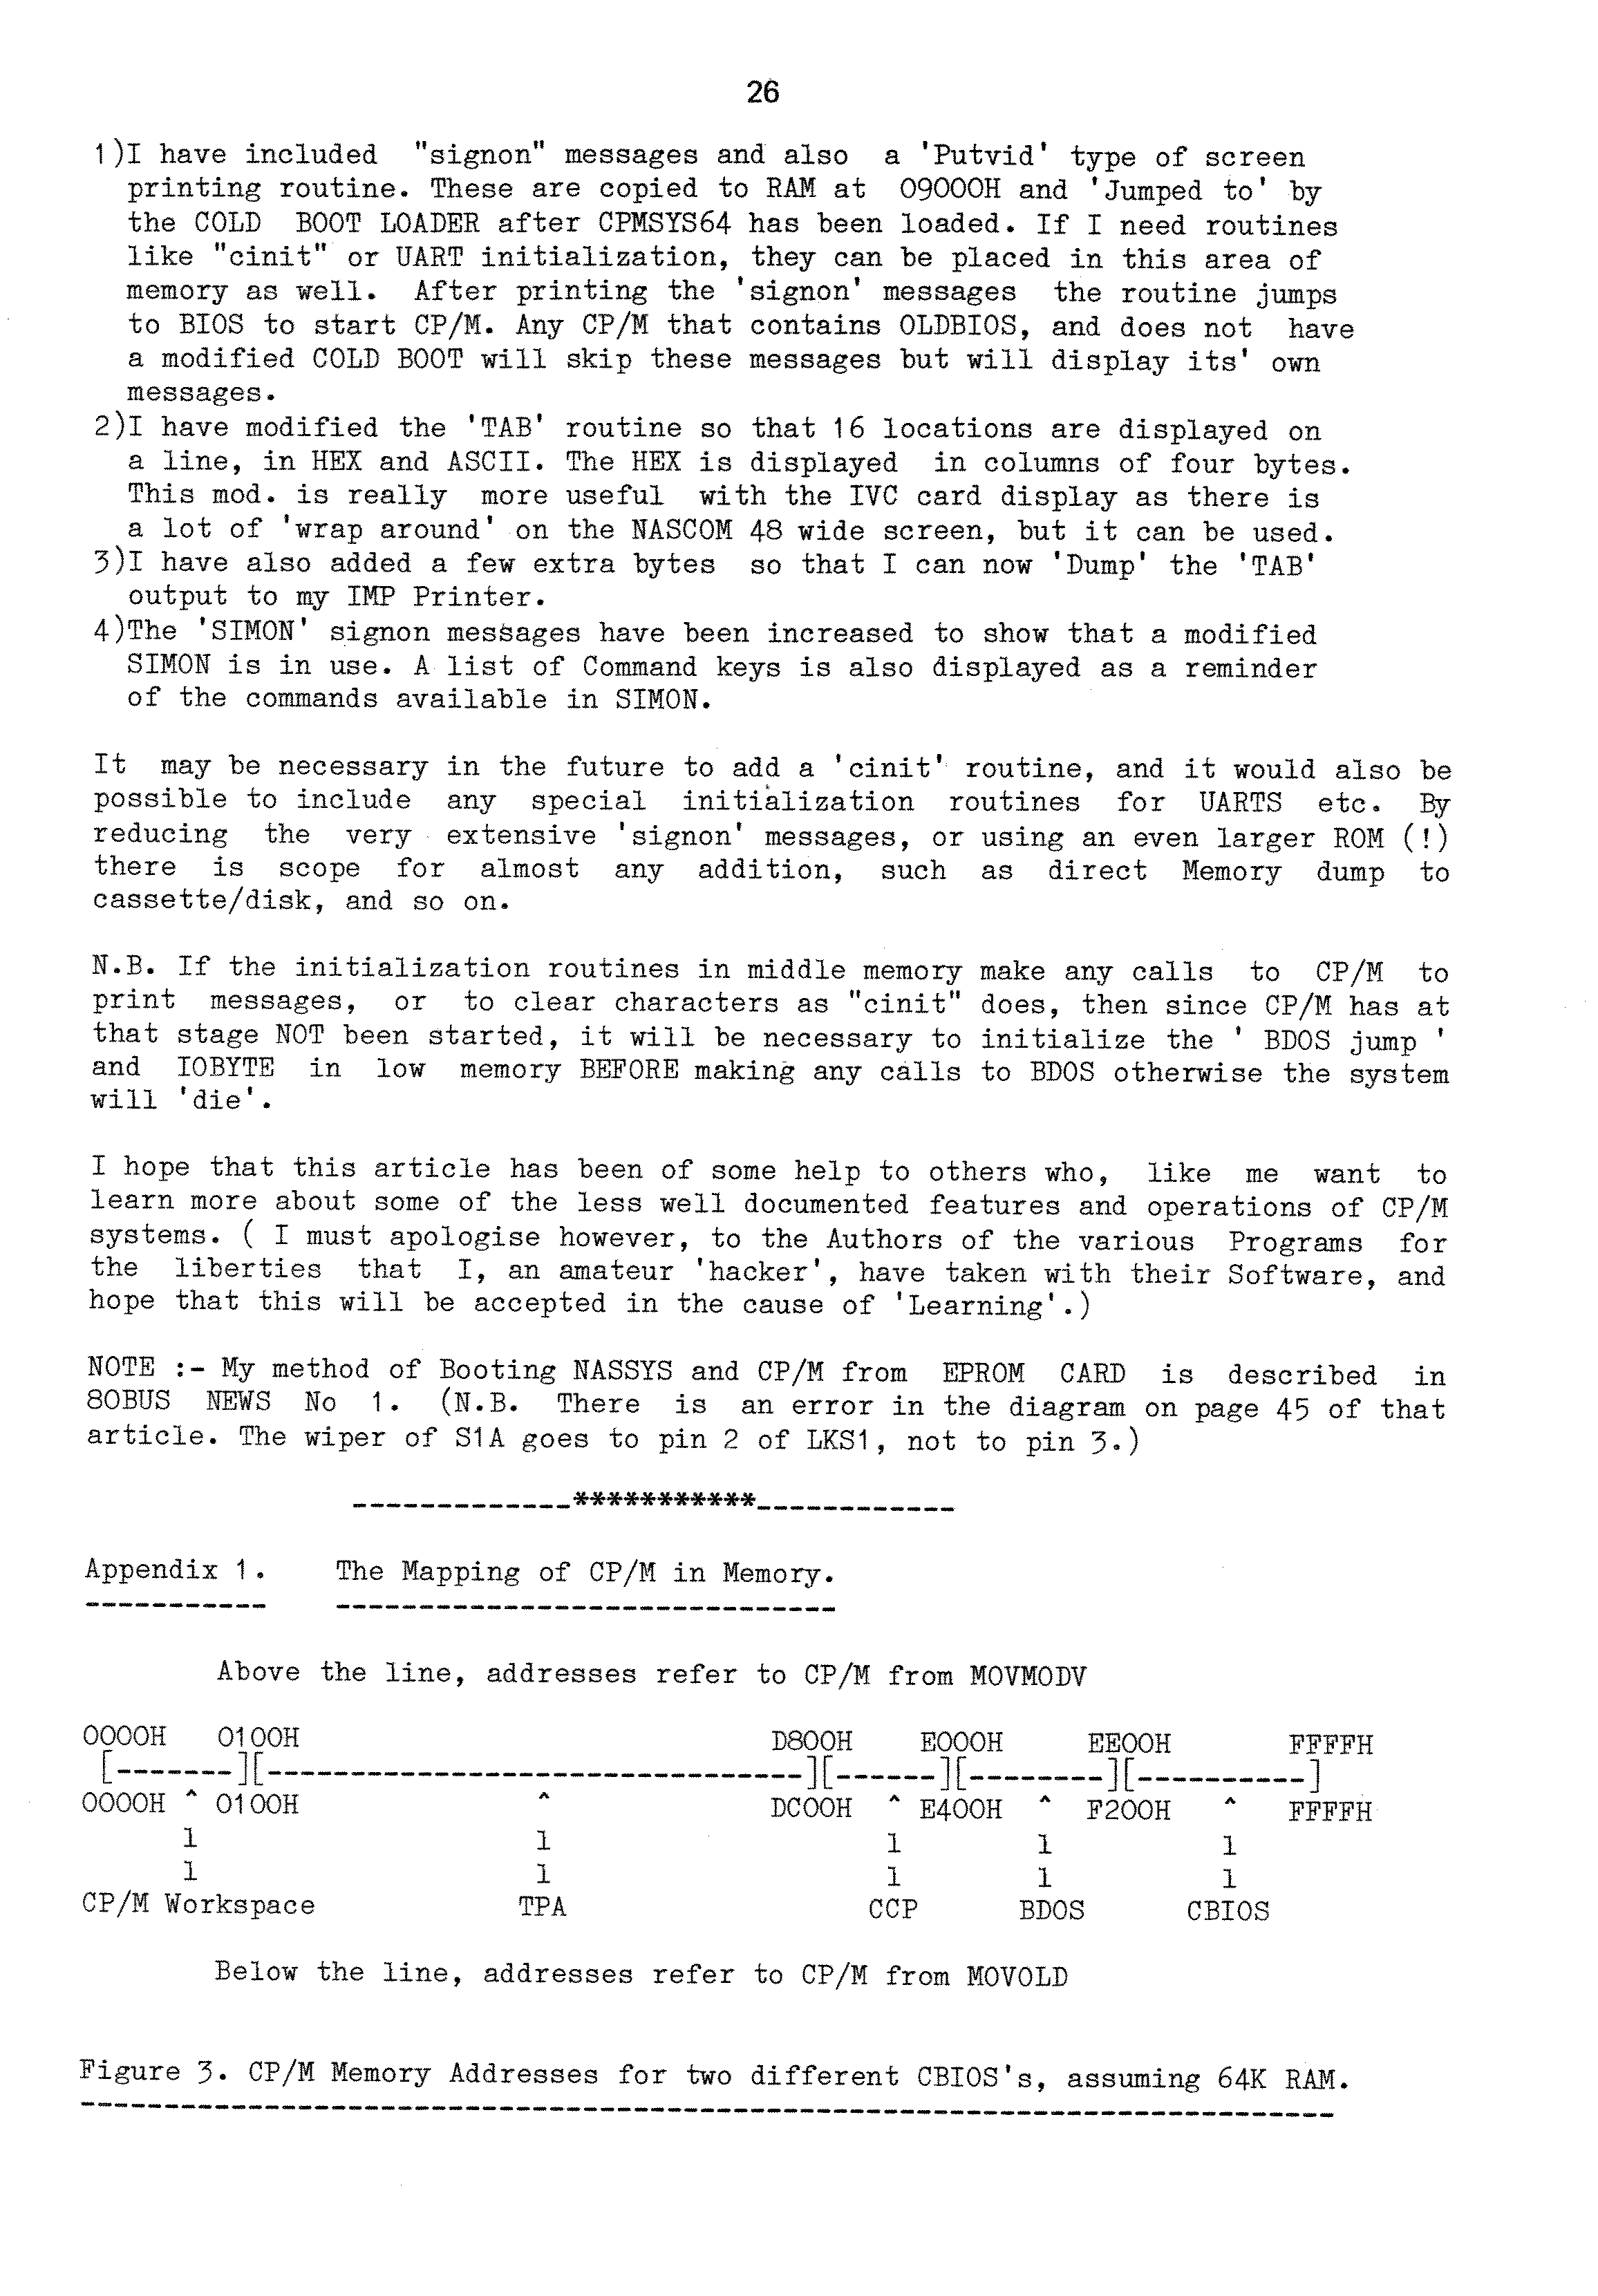 26
1)I have included "signon" messages and also a 'Putvid' type of screen
printing routine. These are copied to RAM at 09000H and 'Jumped to' by
the COLD BOOT LOADER after CPMSYS64 has been loaded. If I need routines
like "cinit" or UART initialization, they can be placed in this area of
memory as well. After printing the 'signon' messages the routine jumps
to BIOS to start CP/M. Any CP/M that contains OLDBIOS, and does not have
a modified COLD BOOT will skip these messages but will display its' own
messages.
2)I have modified the 'TAB' routine so that 16 locations are displayed on
a line, in HEX and ASCII. The HEX is displayed in columns of four bytes.
This mod. is really more useful with the IVC card display as there is
a lot of 'wrap around' on the NASCOM 48 wide screen, but it can be used.
3)I have also added a few extra bytes so that I can now 'Dump' the 'TAB'
output to my IMP Printer.
4)The 'SIMON' signon messages have been increased to show that a modified
SIMON is in use. A list of Command keys is also displayed as a reminder
of the commands available in SIMON.
It may be necessary in the future to add a 'cinit' routine, and it would also be
possible to include any special initialization routines for UARTS etc. By
reducing the very extensive 'signon' messages, or using an even larger ROM (!)
there is scope for almost any addition, such as direct Memory dump to
cassette/disk, and so on.
N.B. If the initialization routines in middle memory make any calls to CP/M to
print messages, or to clear characters as "cinit" does, then since CP/M has at
that stage NOT been started, it will be necessary to initialize the ' BDOS jump '
and IOBYTE in low memory BEFORE making any calls to BDOS otherwise the system
will 'die'.
I hope that this article has been of some help to others who, like me want to
learn more about some of the less well documented features and operations of CP/M
systems. ( I must apologise however, to the Authors of the various Programs for
the liberties that I, an amateur 'hacker', have taken with their Software, and
hope that this will be accepted in the cause of 'Learning'.)
NOTE :- My method of Booting NASSYS and CP/M from EPROM CARD is described in
80BUS NEWS No 1. (N.B. There is an error in the diagram on page 45 of that
article. The wiper of S1A goes to pin 2 of LKS1, not to pin 3.)
_____________***********____________
Appendix 1. The Mapping of CP/M in Memory.
----------- ------------------------------
Above the line, addresses refer to CP/M from MOVMODV
0000H 0100H D800H E000H EE00H FFFFH
[-------][--------------------------------][------][--------][----------]
0000H ^ 0100H ^ DC00H ^ E400H ^ F200H ^ FFFFH
l l l l l
l l l l l
CP/M Workspace TPA CCP BDOS CBIOS
Below the line, addresses refer to CP/M from MOVOLD
Figure 3. CP/M Memory Addresses for two different CBIOS's, assuming 64K RAM.
---------------------------------------------------------------------------